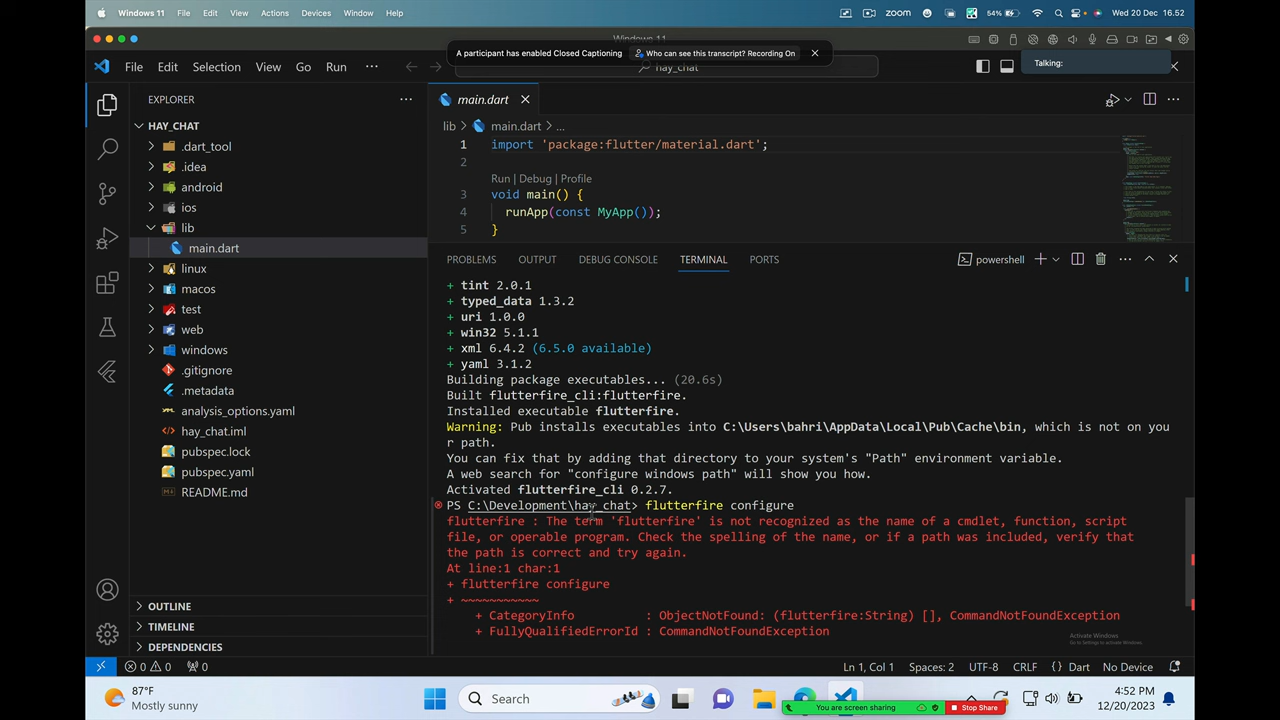 Windows 11 File Edit View Actions Devices Window Help zoom 54% Wed 20 Dec 16.52
A participant has enabled Closed Captioning Who can see this transcript? Recording On
Talking:
File Edit Selection View Go Run hay_chat
EXPLORER
HAY_CHAT
.dart_tool
.idea
android
ios
lib
main.dart
linux
macos
test
web
windows
.gitignore
.metadata
analysis_options.yaml
hay_chat.iml
pubspec.lock
pubspec.yaml
README.md
OUTLINE
TIMELINE
DEPENDENCIES
main.dart
lib > main.dart > ...
1 import 'package:flutter/material.dart';
2
Run | Debug | Profile
3 void main() {
4 runApp(const MyApp());
5 }
PROBLEMS OUTPUT DEBUG CONSOLE TERMINAL PORTS powershell
+ tint 2.0.1
+ typed_data 1.3.2
+ uri 1.0.0
+ win32 5.1.1
+ xml 6.4.2 (6.5.0 available)
+ yaml 3.1.2
Building package executables... (20.6s)
Built flutterfire_cli:flutterfire.
Installed executable flutterfire.
Warning: Pub installs executables into C:\Users\bahri\AppData\Local\Pub\Cache\bin, which is not on you
r path.
You can fix that by adding that directory to your system's "Path" environment variable.
A web search for "configure windows path" will show you how.
Activated flutterfire_cli 0.2.7.
PS C:\Development\hay_chat> flutterfire configure
flutterfire : The term 'flutterfire' is not recognized as the name of a cmdlet, function, script
file, or operable program. Check the spelling of the name, or if a path was included, verify that
the path is correct and try again.
At line:1 char:1
+ flutterfire configure
+ ~~~~~~~~~~~
+ CategoryInfo : ObjectNotFound: (flutterfire:String) [], CommandNotFoundException
+ FullyQualifiedErrorId : CommandNotFoundException
Activate Windows
Go to Settings to activate Windows.
0 0 0 Ln 1, Col 1 Spaces: 2 UTF-8 CRLF {} Dart No Device
87°F
Mostly sunny
Search
You are screen sharing Stop Share
4:52 PM
12/20/2023